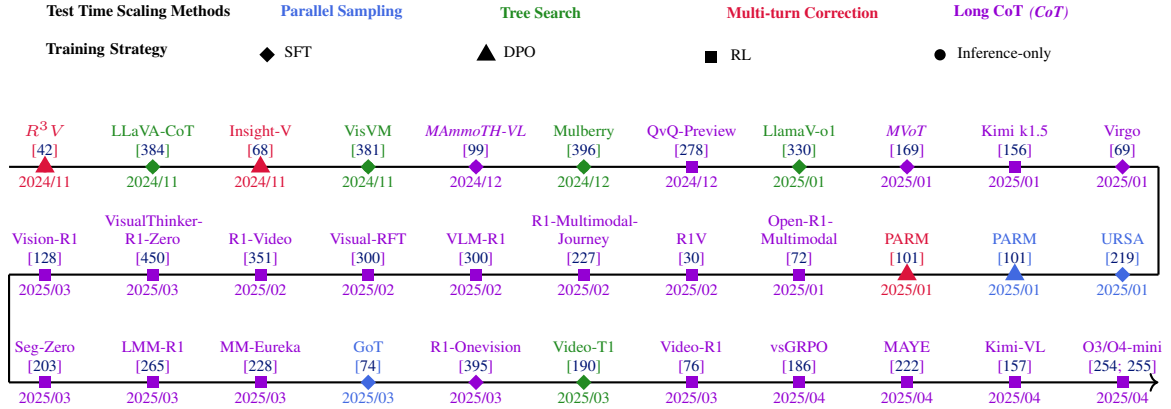 Test Time Scaling Methods Parallel Sampling Tree Search Multi-turn Correction Long CoT (CoT)
Training Strategy SFT DPO RL Inference-only
R³V LLaVA-CoT Insight-V VisVM MAmmoTH-VL Mulberry QvQ-Preview LlamaV-o1 MVoT Kimi k1.5 Virgo
[42] [384] [68] [381] [99] [396] [278] [330] [169] [156] [69]
2024/11 2024/11 2024/11 2024/11 2024/12 2024/12 2024/12 2025/01 2025/01 2025/01 2025/01
VisualThinker- R1-Multimodal- Open-R1-
Vision-R1 R1-Zero R1-Video Visual-RFT VLM-R1 Journey R1V Multimodal PARM PARM URSA
[128] [450] [351] [300] [300] [227] [30] [72] [101] [101] [219]
2025/03 2025/03 2025/02 2025/02 2025/02 2025/02 2025/02 2025/01 2025/01 2025/01 2025/01
Seg-Zero LMM-R1 MM-Eureka GoT R1-Onevision Video-T1 Video-R1 vsGRPO MAYE Kimi-VL O3/O4-mini
[203] [265] [228] [74] [395] [190] [76] [186] [222] [157] [254; 255]
2025/03 2025/03 2025/03 2025/03 2025/03 2025/03 2025/03 2025/04 2025/04 2025/04 2025/04